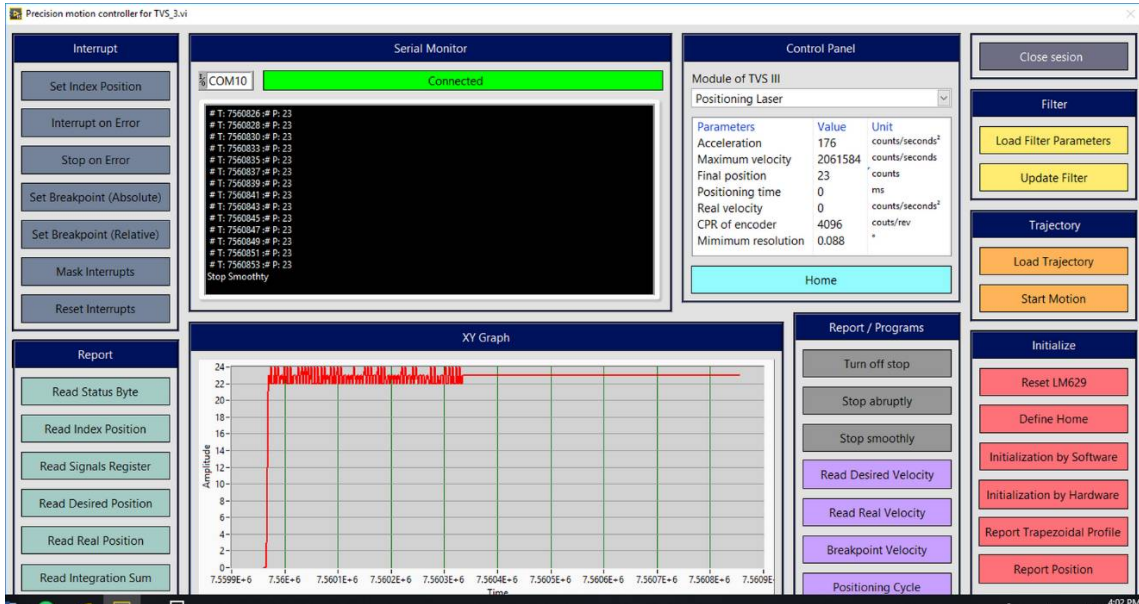 Precision motion controller for TVS_3.vi
Interrupt
Set Index Position
Interrupt on Error
Stop on Error
Set Breakpoint (Absolute)
Set Breakpoint (Relative)
Mask Interrupts
Reset Interrupts
Report
Read Status Byte
Read Index Position
Read Signals Register
Read Desired Position
Read Real Position
Read Integration Sum
Serial Monitor
COM10
Connected
# T: 7560826 ;# P: 23
# T: 7560828 ;# P: 23
# T: 7560830 ;# P: 23
# T: 7560833 ;# P: 23
# T: 7560835 ;# P: 23
# T: 7560837 ;# P: 23
# T: 7560839 ;# P: 23
# T: 7560841 ;# P: 23
# T: 7560843 ;# P: 23
# T: 7560845 ;# P: 23
# T: 7560847 ;# P: 23
# T: 7560849 ;# P: 23
# T: 7560851 ;# P: 23
# T: 7560853 ;# P: 23
Stop Smoothty
XY Graph
Amplitude
24
22
20
18
16
14
12
10
8
6
4
2
0
7.5599E+6 7.56E+6 7.5601E+6 7.5602E+6 7.5603E+6 7.5604E+6 7.5605E+6 7.5606E+6 7.5607E+6 7.5608E+6 7.5609E
Time
Control Panel
Module of TVS III
Positioning Laser
Parameters Value Unit
Acceleration 176 counts/seconds²
Maximum velocity 2061584 counts/seconds
Final position 23 counts
Positioning time 0 ms
Real velocity 0 counts/seconds²
CPR of encoder 4096 couts/rev
Mimimum resolution 0.088 °
Home
Report / Programs
Turn off stop
Stop abruptly
Stop smoothly
Read Desired Velocity
Read Real Velocity
Breakpoint Velocity
Positioning Cycle
Close sesion
Filter
Load Filter Parameters
Update Filter
Trajectory
Load Trajectory
Start Motion
Initialize
Reset LM629
Define Home
Initialization by Software
Initialization by Hardware
Report Trapezoidal Profile
Report Position
4:02 PM